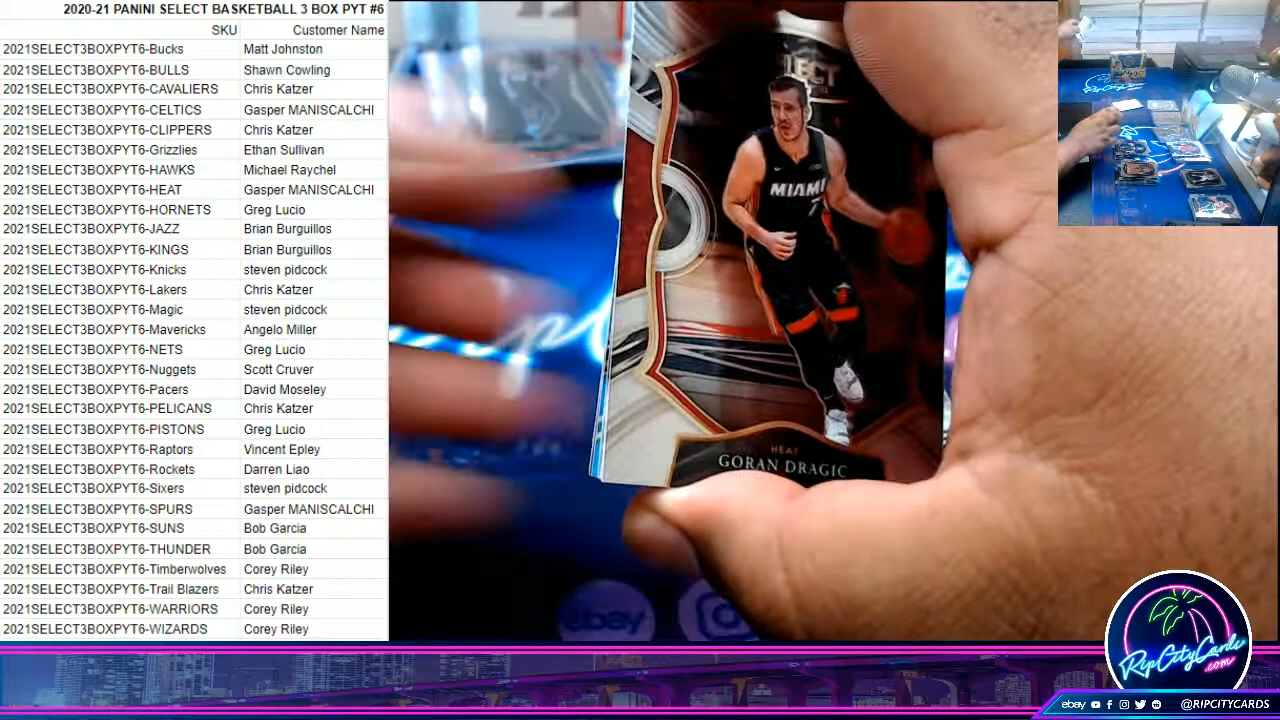 2020-21 PANINI SELECT BASKETBALL 3 BOX PYT #6
SKU Customer Name
2021SELECT3BOXPYT6-Bucks Matt Johnston
2021SELECT3BOXPYT6-BULLS Shawn Cowling
2021SELECT3BOXPYT6-CAVALIERS Chris Katzer
2021SELECT3BOXPYT6-CELTICS Gasper MANISCALCHI
2021SELECT3BOXPYT6-CLIPPERS Chris Katzer
2021SELECT3BOXPYT6-Grizzlies Ethan Sullivan
2021SELECT3BOXPYT6-HAWKS Michael Raychel
2021SELECT3BOXPYT6-HEAT Gasper MANISCALCHI
2021SELECT3BOXPYT6-HORNETS Greg Lucio
2021SELECT3BOXPYT6-JAZZ Brian Burguillos
2021SELECT3BOXPYT6-KINGS Brian Burguillos
2021SELECT3BOXPYT6-Knicks steven pidcock
2021SELECT3BOXPYT6-Lakers Chris Katzer
2021SELECT3BOXPYT6-Magic steven pidcock
2021SELECT3BOXPYT6-Mavericks Angelo Miller
2021SELECT3BOXPYT6-NETS Greg Lucio
2021SELECT3BOXPYT6-Nuggets Scott Cruver
2021SELECT3BOXPYT6-Pacers David Moseley
2021SELECT3BOXPYT6-PELICANS Chris Katzer
2021SELECT3BOXPYT6-PISTONS Greg Lucio
2021SELECT3BOXPYT6-Raptors Vincent Epley
2021SELECT3BOXPYT6-Rockets Darren Liao
2021SELECT3BOXPYT6-Sixers steven pidcock
2021SELECT3BOXPYT6-SPURS Gasper MANISCALCHI
2021SELECT3BOXPYT6-SUNS Bob Garcia
2021SELECT3BOXPYT6-THUNDER Bob Garcia
2021SELECT3BOXPYT6-Timberwolves Corey Riley
2021SELECT3BOXPYT6-Trail Blazers Chris Katzer
2021SELECT3BOXPYT6-WARRIORS Corey Riley
2021SELECT3BOXPYT6-WIZARDS Corey Riley
MIAMI
7
HEAT
GORAN DRAGIC
ebay
RipCityCards
.com
ebay @RIPCITYCARDS